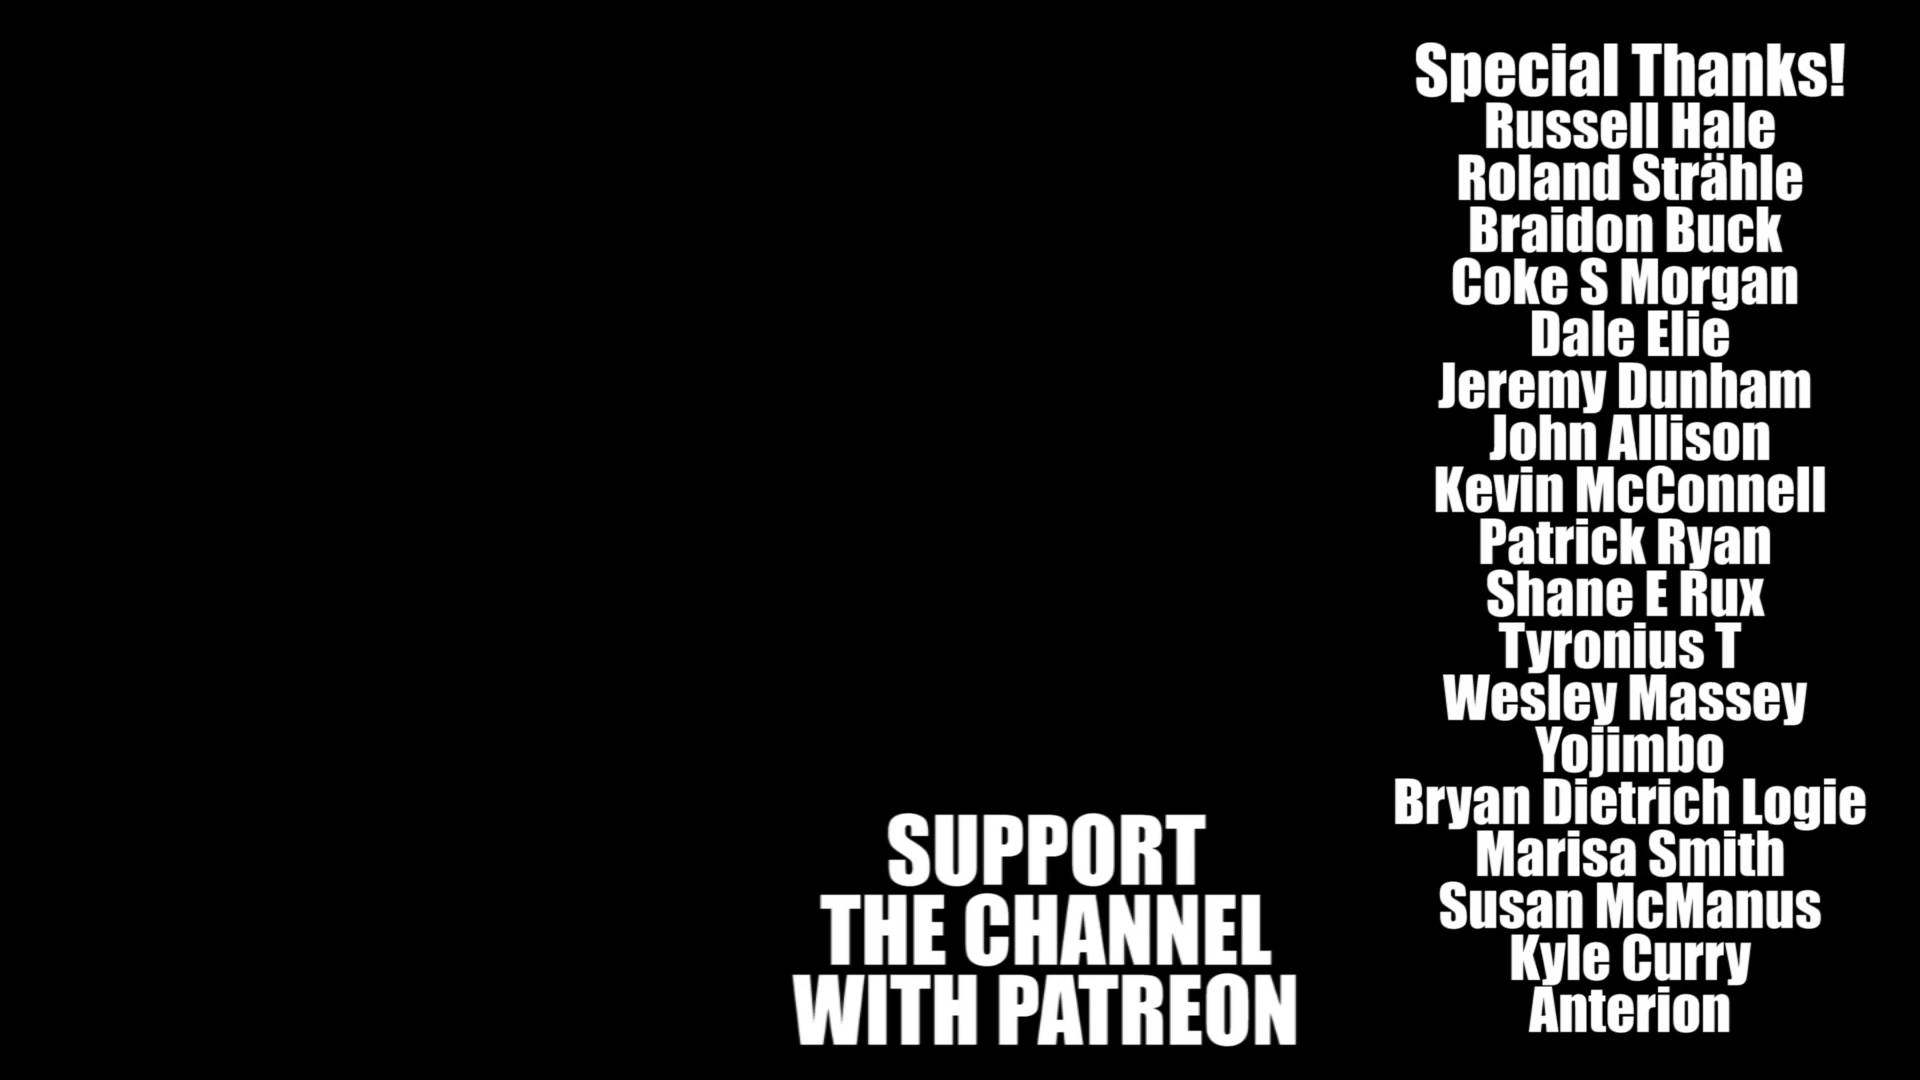 Special Thanks!
Russell Hale
Roland Strähle
Braidon Buck
Coke S Morgan
Dale Elie
Jeremy Dunham
John Allison
Kevin McConnell
Patrick Ryan
Shane E Rux
Tyronius T
Wesley Massey
Yojimbo
Bryan Dietrich Logie
Marisa Smith
Susan McManus
Kyle Curry
Anterion
SUPPORT
THE CHANNEL
WITH PATREON